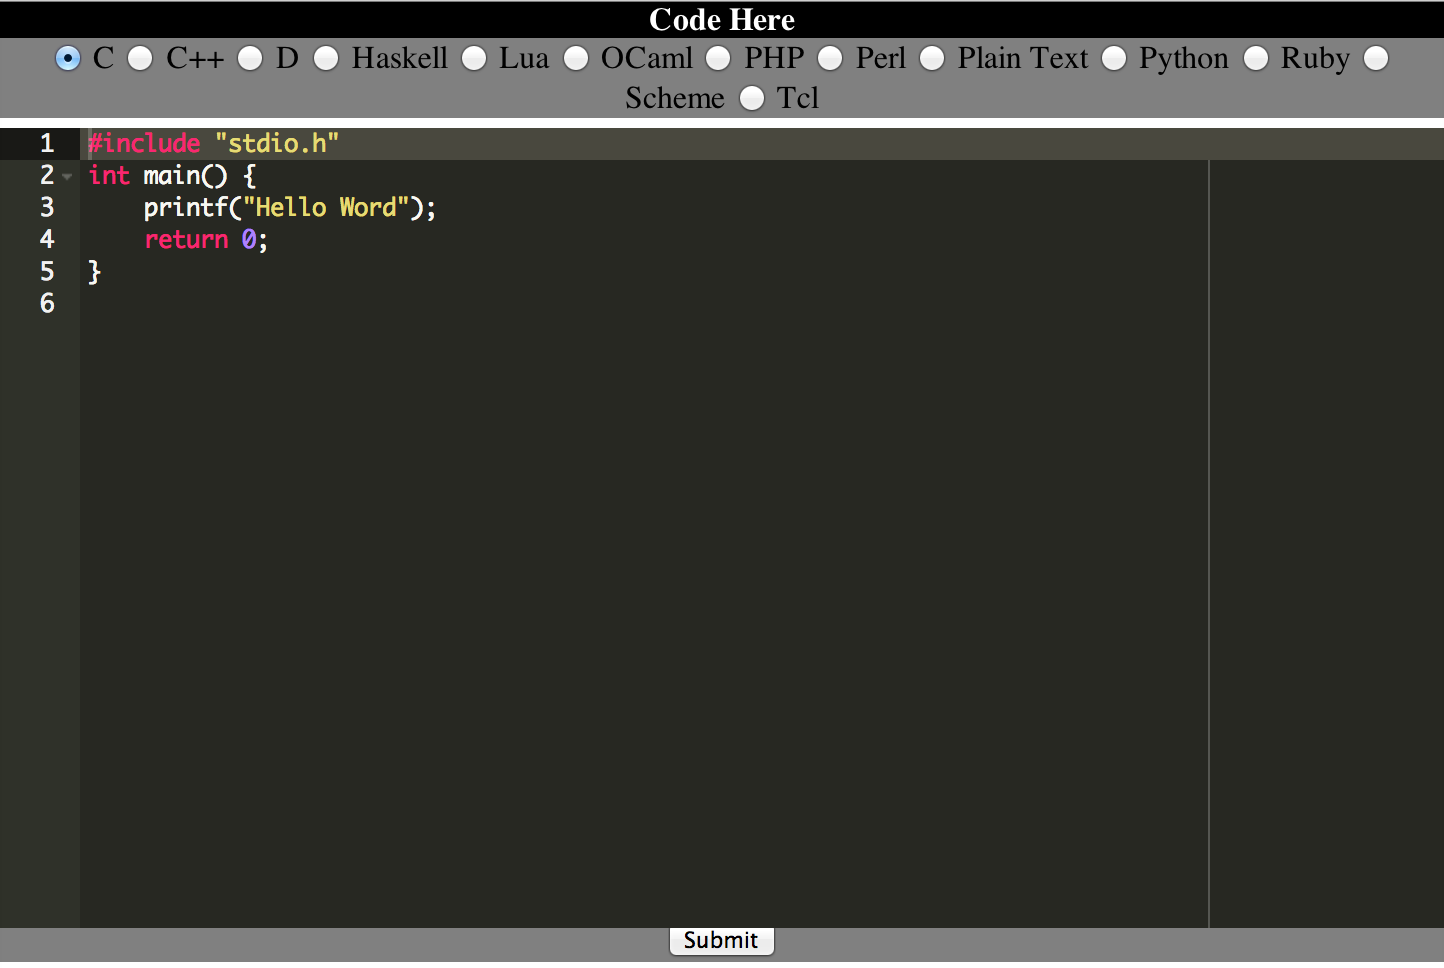 Code Here
C C++ D Haskell Lua OCaml PHP Perl Plain Text Python Ruby
Scheme Tcl
1 #include "stdio.h"
2 int main() {
3     printf("Hello Word");
4     return 0;
5 }
6
Submit